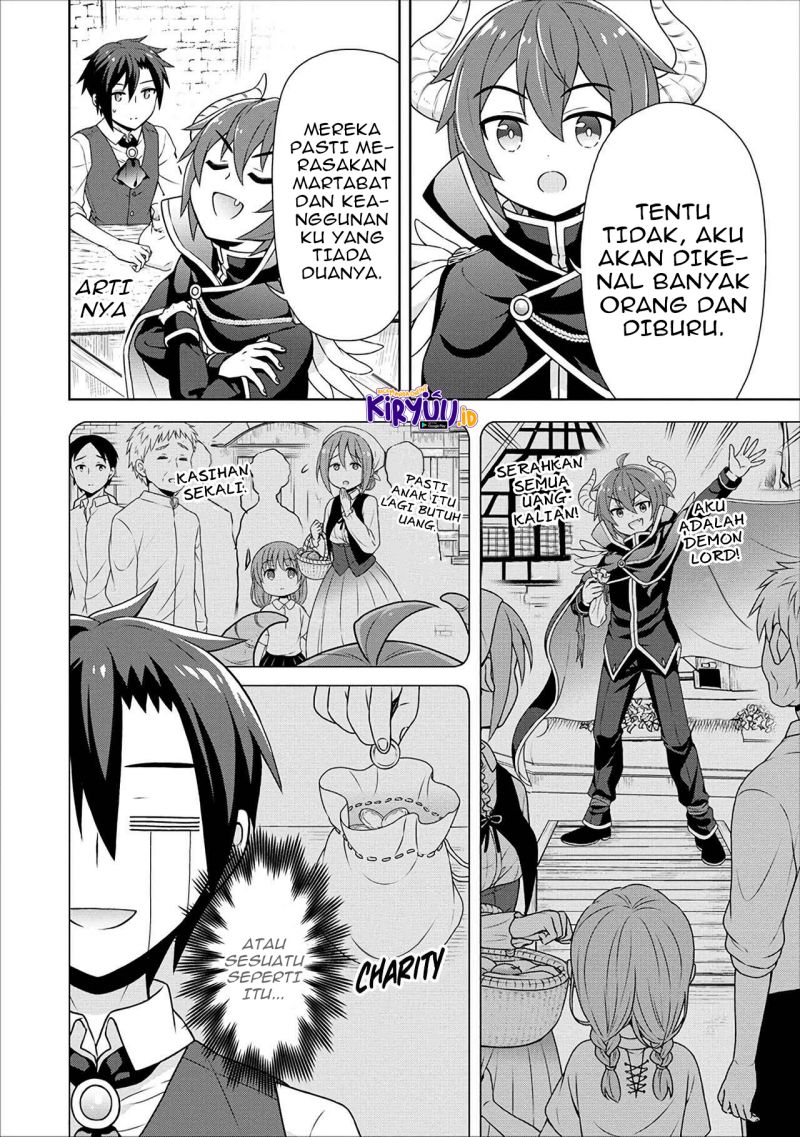 TENTU
TIDAK, AKU
AKAN DIKE-
NAL BANYAK
ORANG DAN
DIBURU.
MEREKA
PASTI ME-
RASAKAN
MARTABAT
DAN KEA-
NGGUNAN
KU YANG
TIADA
DUANYA.
ARTI
NYA
KIRYUU.id
SERAHKAN
SEMUA
UANG
KALIAN!
AKU
ADALAH
DEMON
LORD!
PASTI
ANAK ITU
LAGI BUTUH
UANG.
KASIHAN
SEKALI.
CHARITY
ATAU
SESUATU
SEPERTI
ITU...